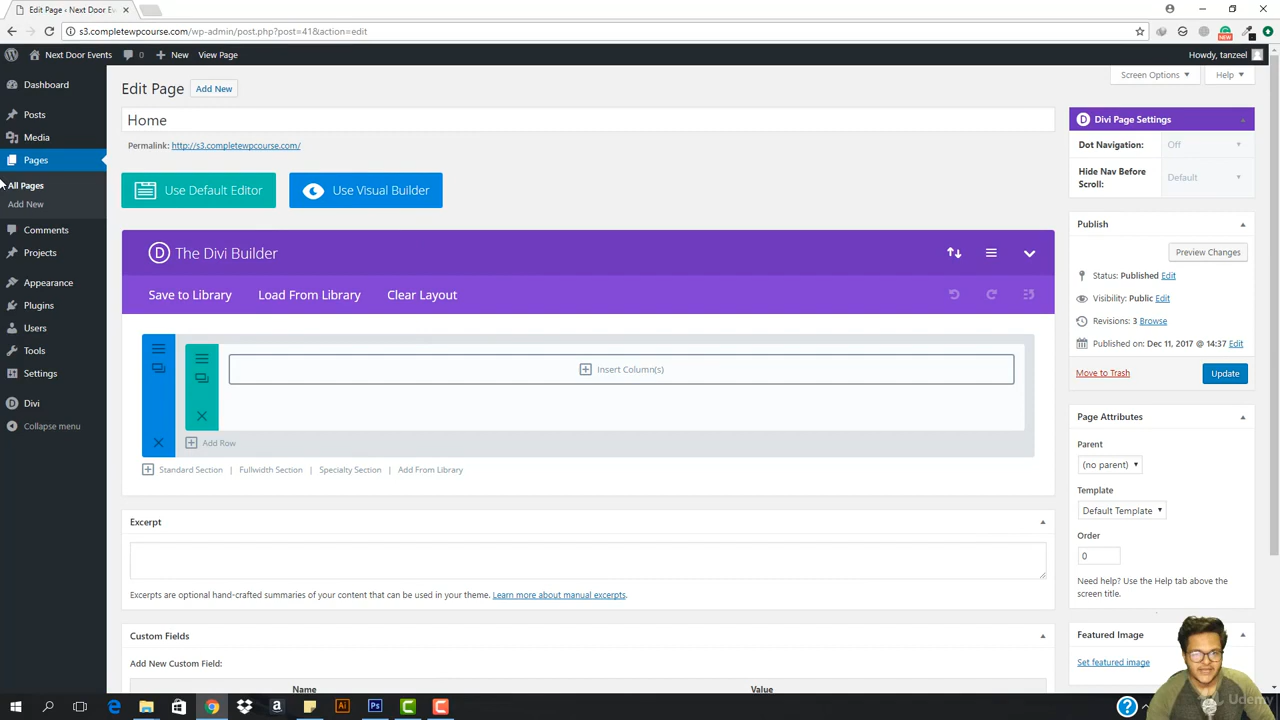 Edit Page ‹ Next Door Even
s3.completewpcourse.com/wp-admin/post.php?post=41&action=edit
NEW
Next Door Events
0
New
View Page
Howdy, tanzeel
Dashboard
Posts
Media
Pages
All Pages
Add New
Comments
Projects
Appearance
Plugins
Users
Tools
Settings
Divi
Collapse menu
Screen Options
Help
Edit Page
Add New
Home
Permalink: http://s3.completewpcourse.com/
Use Default Editor
Use Visual Builder
D The Divi Builder
Save to Library
Load From Library
Clear Layout
Insert Column(s)
Add Row
Standard Section | Fullwidth Section | Specialty Section | Add From Library
Excerpt
Excerpts are optional hand-crafted summaries of your content that can be used in your theme. Learn more about manual excerpts.
Custom Fields
Add New Custom Field:
Name
Value
D Divi Page Settings
Dot Navigation:
Off
Hide Nav Before
Scroll:
Default
Publish
Preview Changes
Status: Published Edit
Visibility: Public Edit
Revisions: 3 Browse
Published on: Dec 11, 2017 @ 14:37 Edit
Move to Trash
Update
Page Attributes
Parent
(no parent)
Template
Default Template
Order
0
Need help? Use the Help tab above the
screen title.
Featured Image
Set featured image
Ai
Ps
Udemy